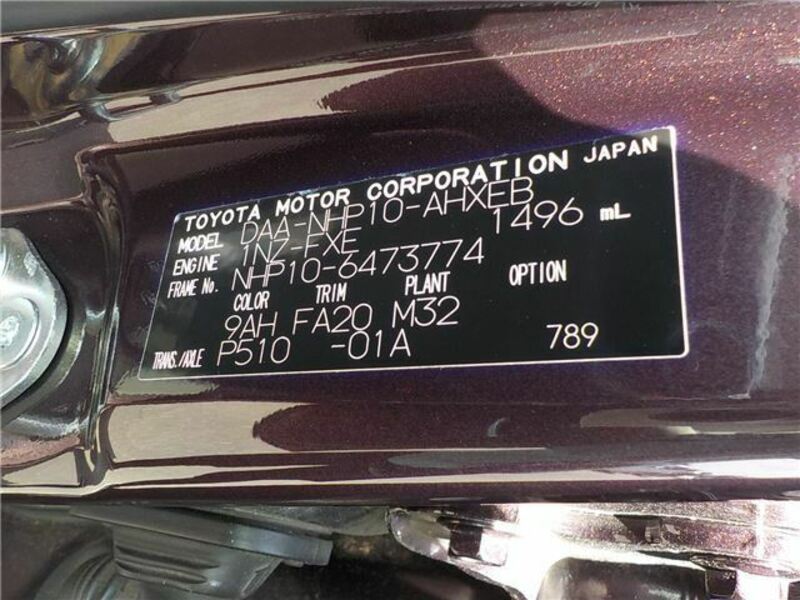 TOYOTA MOTOR CORPORATION JAPAN
MODEL DAA-NHP10-AHXEB
ENGINE 1NZ-FXE 1496 mL
FRAME No. NHP10-6473774
COLOR TRIM PLANT OPTION
9AH FA20 M32
TRANS./AXLE P510 -01A 789